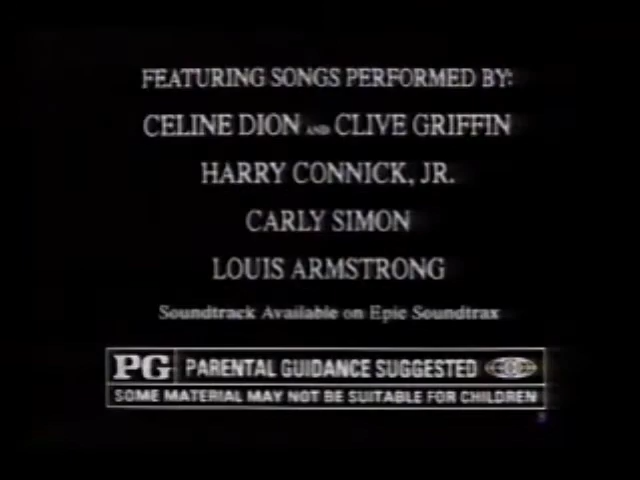 FEATURING SONGS PERFORMED BY:
CELINE DION AND CLIVE GRIFFIN
HARRY CONNICK, JR.
CARLY SIMON
LOUIS ARMSTRONG
Soundtrack Available on Epic Soundtrax
PG PARENTAL GUIDANCE SUGGESTED
SOME MATERIAL MAY NOT BE SUITABLE FOR CHILDREN